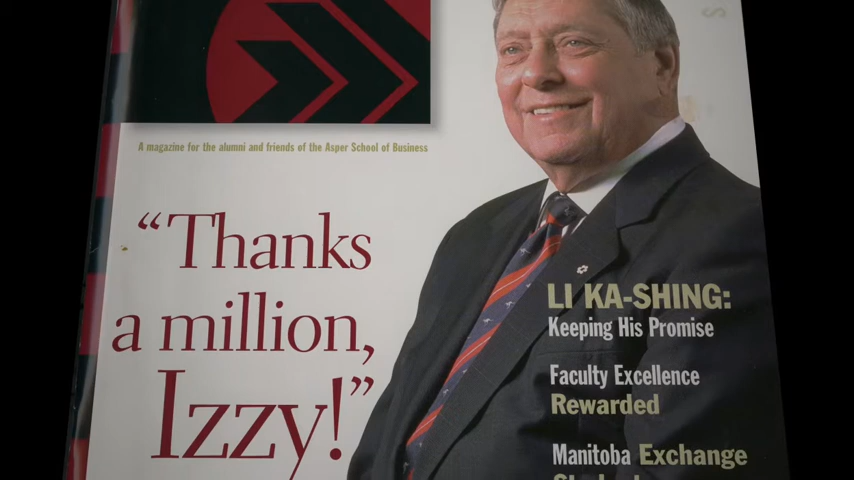 A magazine for the alumni and friends of the Asper School of Business
“Thanks
a million,
Izzy!”
LI KA-SHING:
Keeping His Promise
Faculty Excellence
Rewarded
Manitoba Exchange